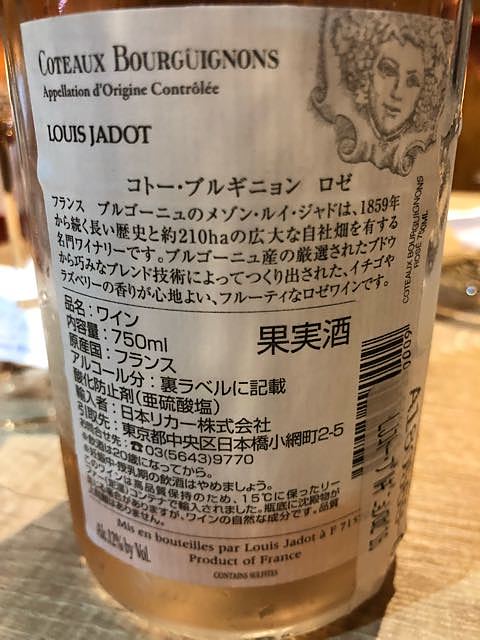 COTEAUX BOURGUIGNONS
Appellation d'Origine Contrôlée
LOUIS JADOT
コトー・ブルギニョン ロゼ
フランス ブルゴーニュのメゾン・ルイ・ジャドは、1859年
から続く長い歴史と約210haの広大な自社畑を有する
名門ワイナリーです。ブルゴーニュ産の厳選されたブドウ
から巧みなブレンド技術によってつくり出された、イチゴや
ラズベリーの香りが心地よい、フルーティなロゼワインです。
品名:ワイン
内容量:750ml
原産国:フランス
果実酒
アルコール分:裏ラベルに記載
酸化防止剤(亜硫酸塩)
輸入者:日本リカー株式会社
引取先:東京都中央区日本橋小網町2-5
お問合せ先:☎03(5643)9770
※飲酒は20歳になってから。
※妊娠中・授乳期の飲酒はやめましょう。
このワインは高品質保持のため、15℃に保ったリー
ファー(定温)コンテナで輸入されました。瓶底に沈殿物が
ある場合がありますが、ワインの自然な成分です。品質
に問題はありません。
Mis en bouteilles par Louis Jadot à F
Alc.12% by Vol.
Product of France
CONTAINS SULFITES
COTEAUX BOURGUIGNONS
ROSE 750ML